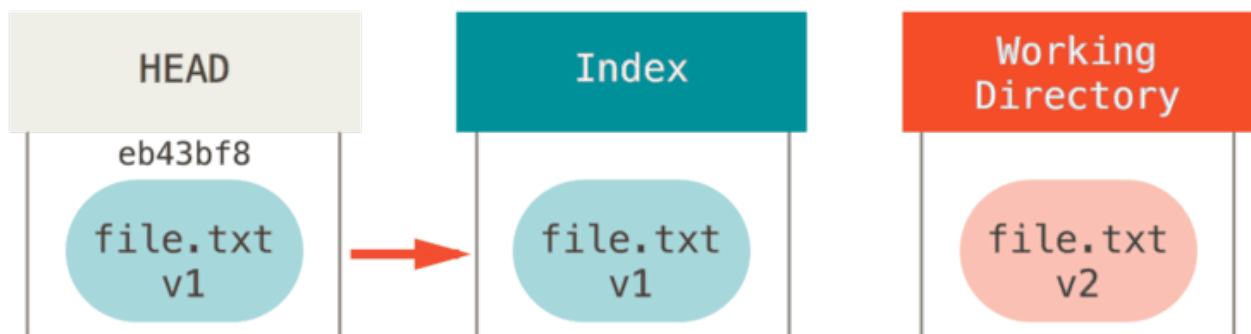 HEAD
Index
Working
Directory
eb43bf8
file.txt
v1
file.txt
v1
file.txt
v2